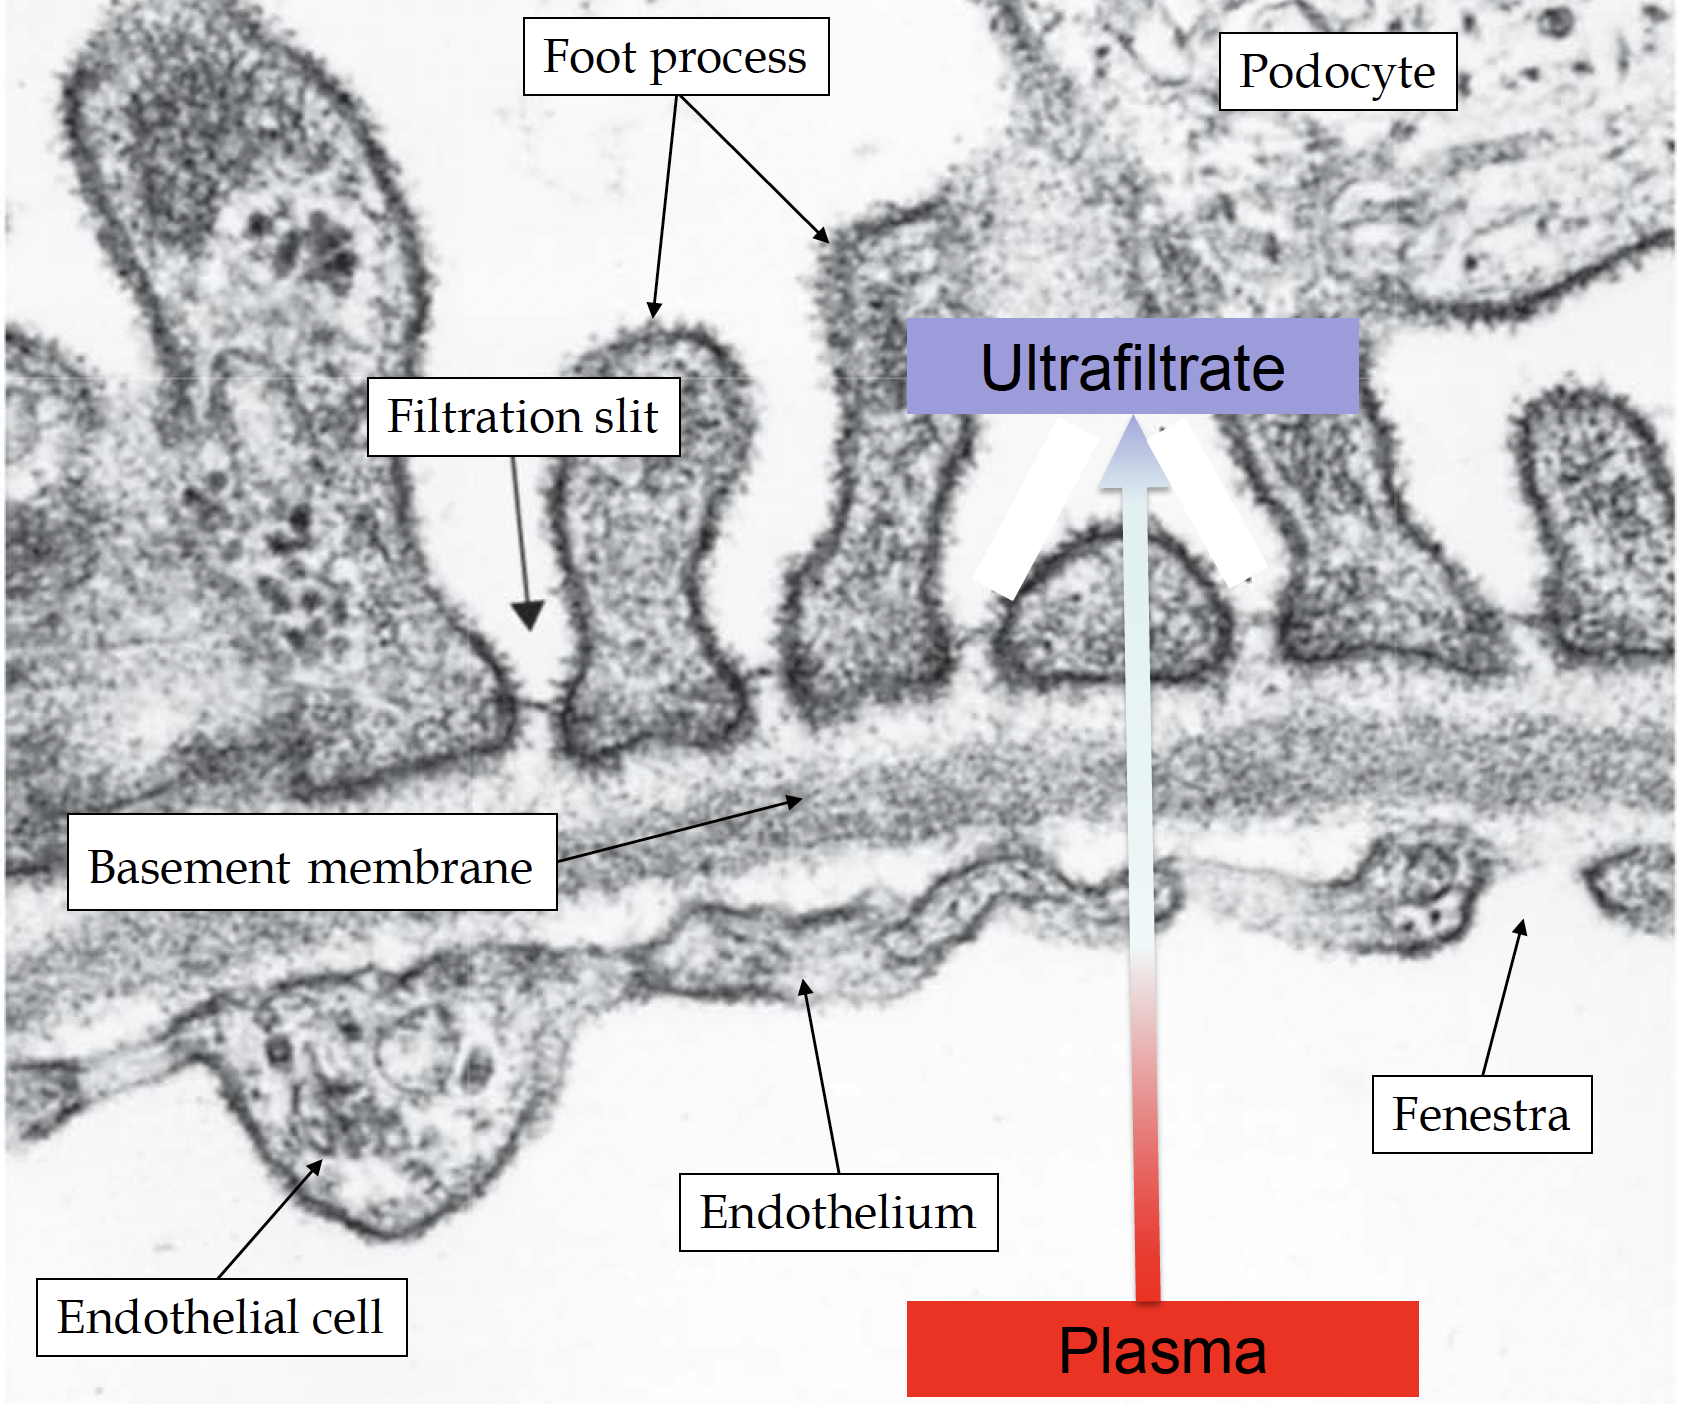 Foot process
Podocyte
Ultrafiltrate
Filtration slit
Basement membrane
Fenestra
Endothelium
Endothelial cell
Plasma